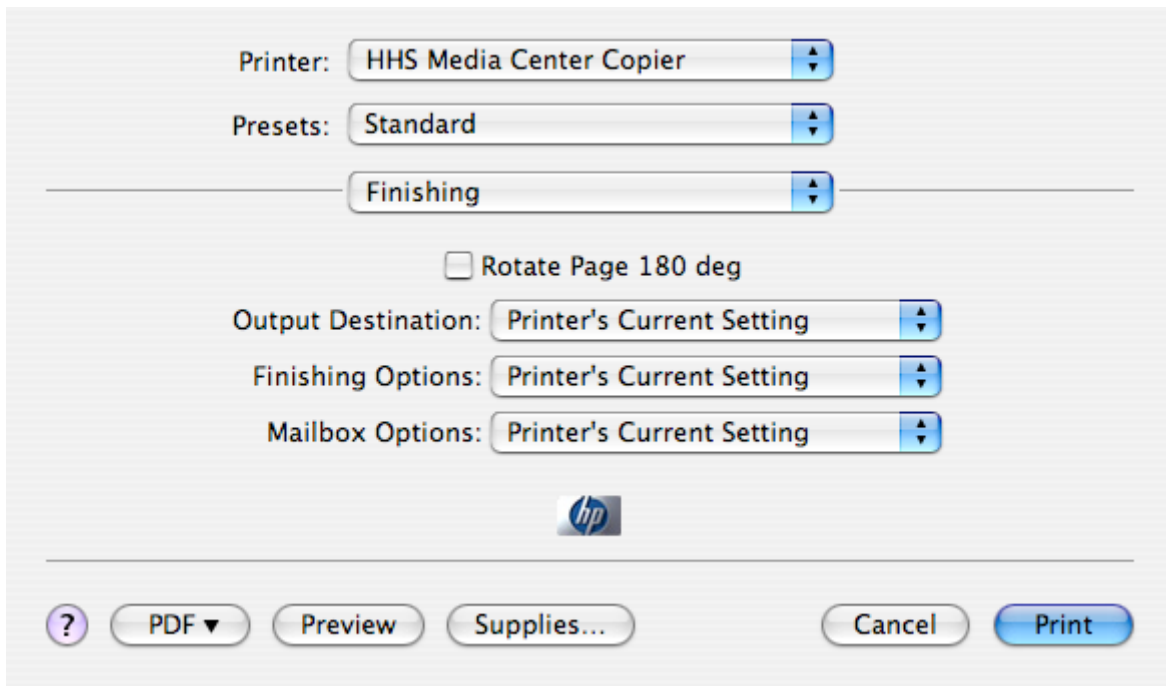 Printer: HHS Media Center Copier
Presets: Standard
Finishing
Rotate Page 180 deg
Output Destination: Printer's Current Setting
Finishing Options: Printer's Current Setting
Mailbox Options: Printer's Current Setting
hp
? PDF▼ Preview Supplies... Cancel Print